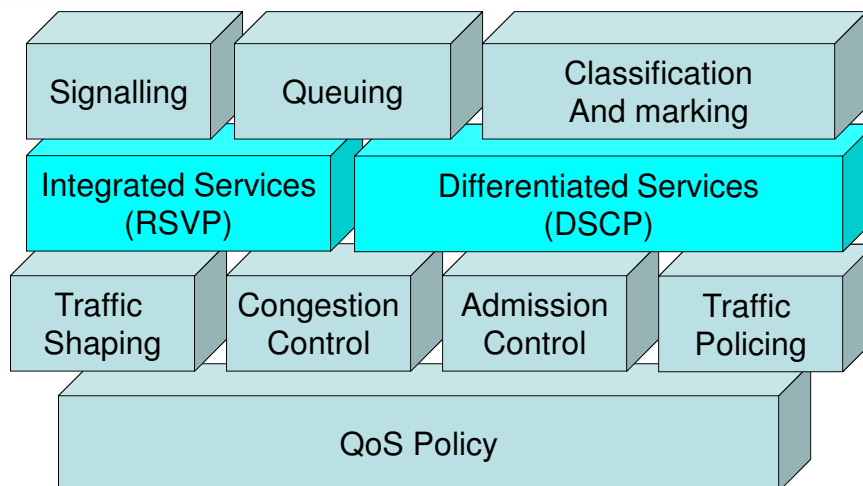 Signalling
Queuing
Classification
And marking
Integrated Services
(RSVP)
Differentiated Services
(DSCP)
Traffic
Shaping
Congestion
Control
Admission
Control
Traffic
Policing
QoS Policy